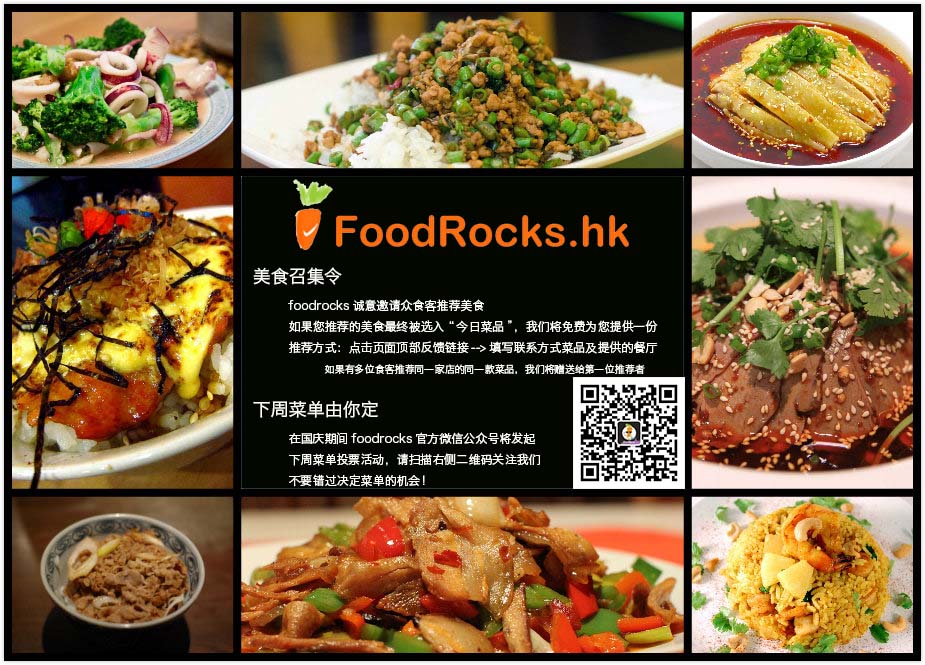 FoodRocks.hk
美食召集令
foodrocks 诚意邀请众食客推荐美食
如果您推荐的美食最终被选入“今日菜品”，我们将免费为您提供一份
推荐方式：点击页面顶部反馈链接 --> 填写联系方式菜品及提供的餐厅
如果有多位食客推荐同一家店的同一款菜品，我们将赠送给第一位推荐者
下周菜单由你定
在国庆期间 foodrocks 官方微信公众号将发起
下周菜单投票活动，请扫描右侧二维码关注我们
不要错过决定菜单的机会！